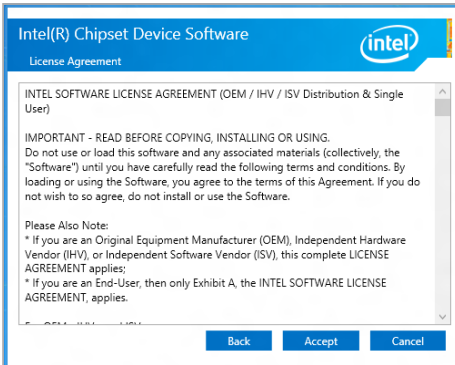 Intel(R) Chipset Device Software
intel
License Agreement
INTEL SOFTWARE LICENSE AGREEMENT (OEM / IHV / ISV Distribution & Single
User)
IMPORTANT - READ BEFORE COPYING, INSTALLING OR USING.
Do not use or load this software and any associated materials (collectively, the
"Software") until you have carefully read the following terms and conditions. By
loading or using the Software, you agree to the terms of this Agreement. If you do
not wish to so agree, do not install or use the Software.
Please Also Note:
* If you are an Original Equipment Manufacturer (OEM), Independent Hardware
Vendor (IHV), or Independent Software Vendor (ISV), this complete LICENSE
AGREEMENT applies;
* If you are an End-User, then only Exhibit A, the INTEL SOFTWARE LICENSE
AGREEMENT, applies.
Back Accept Cancel